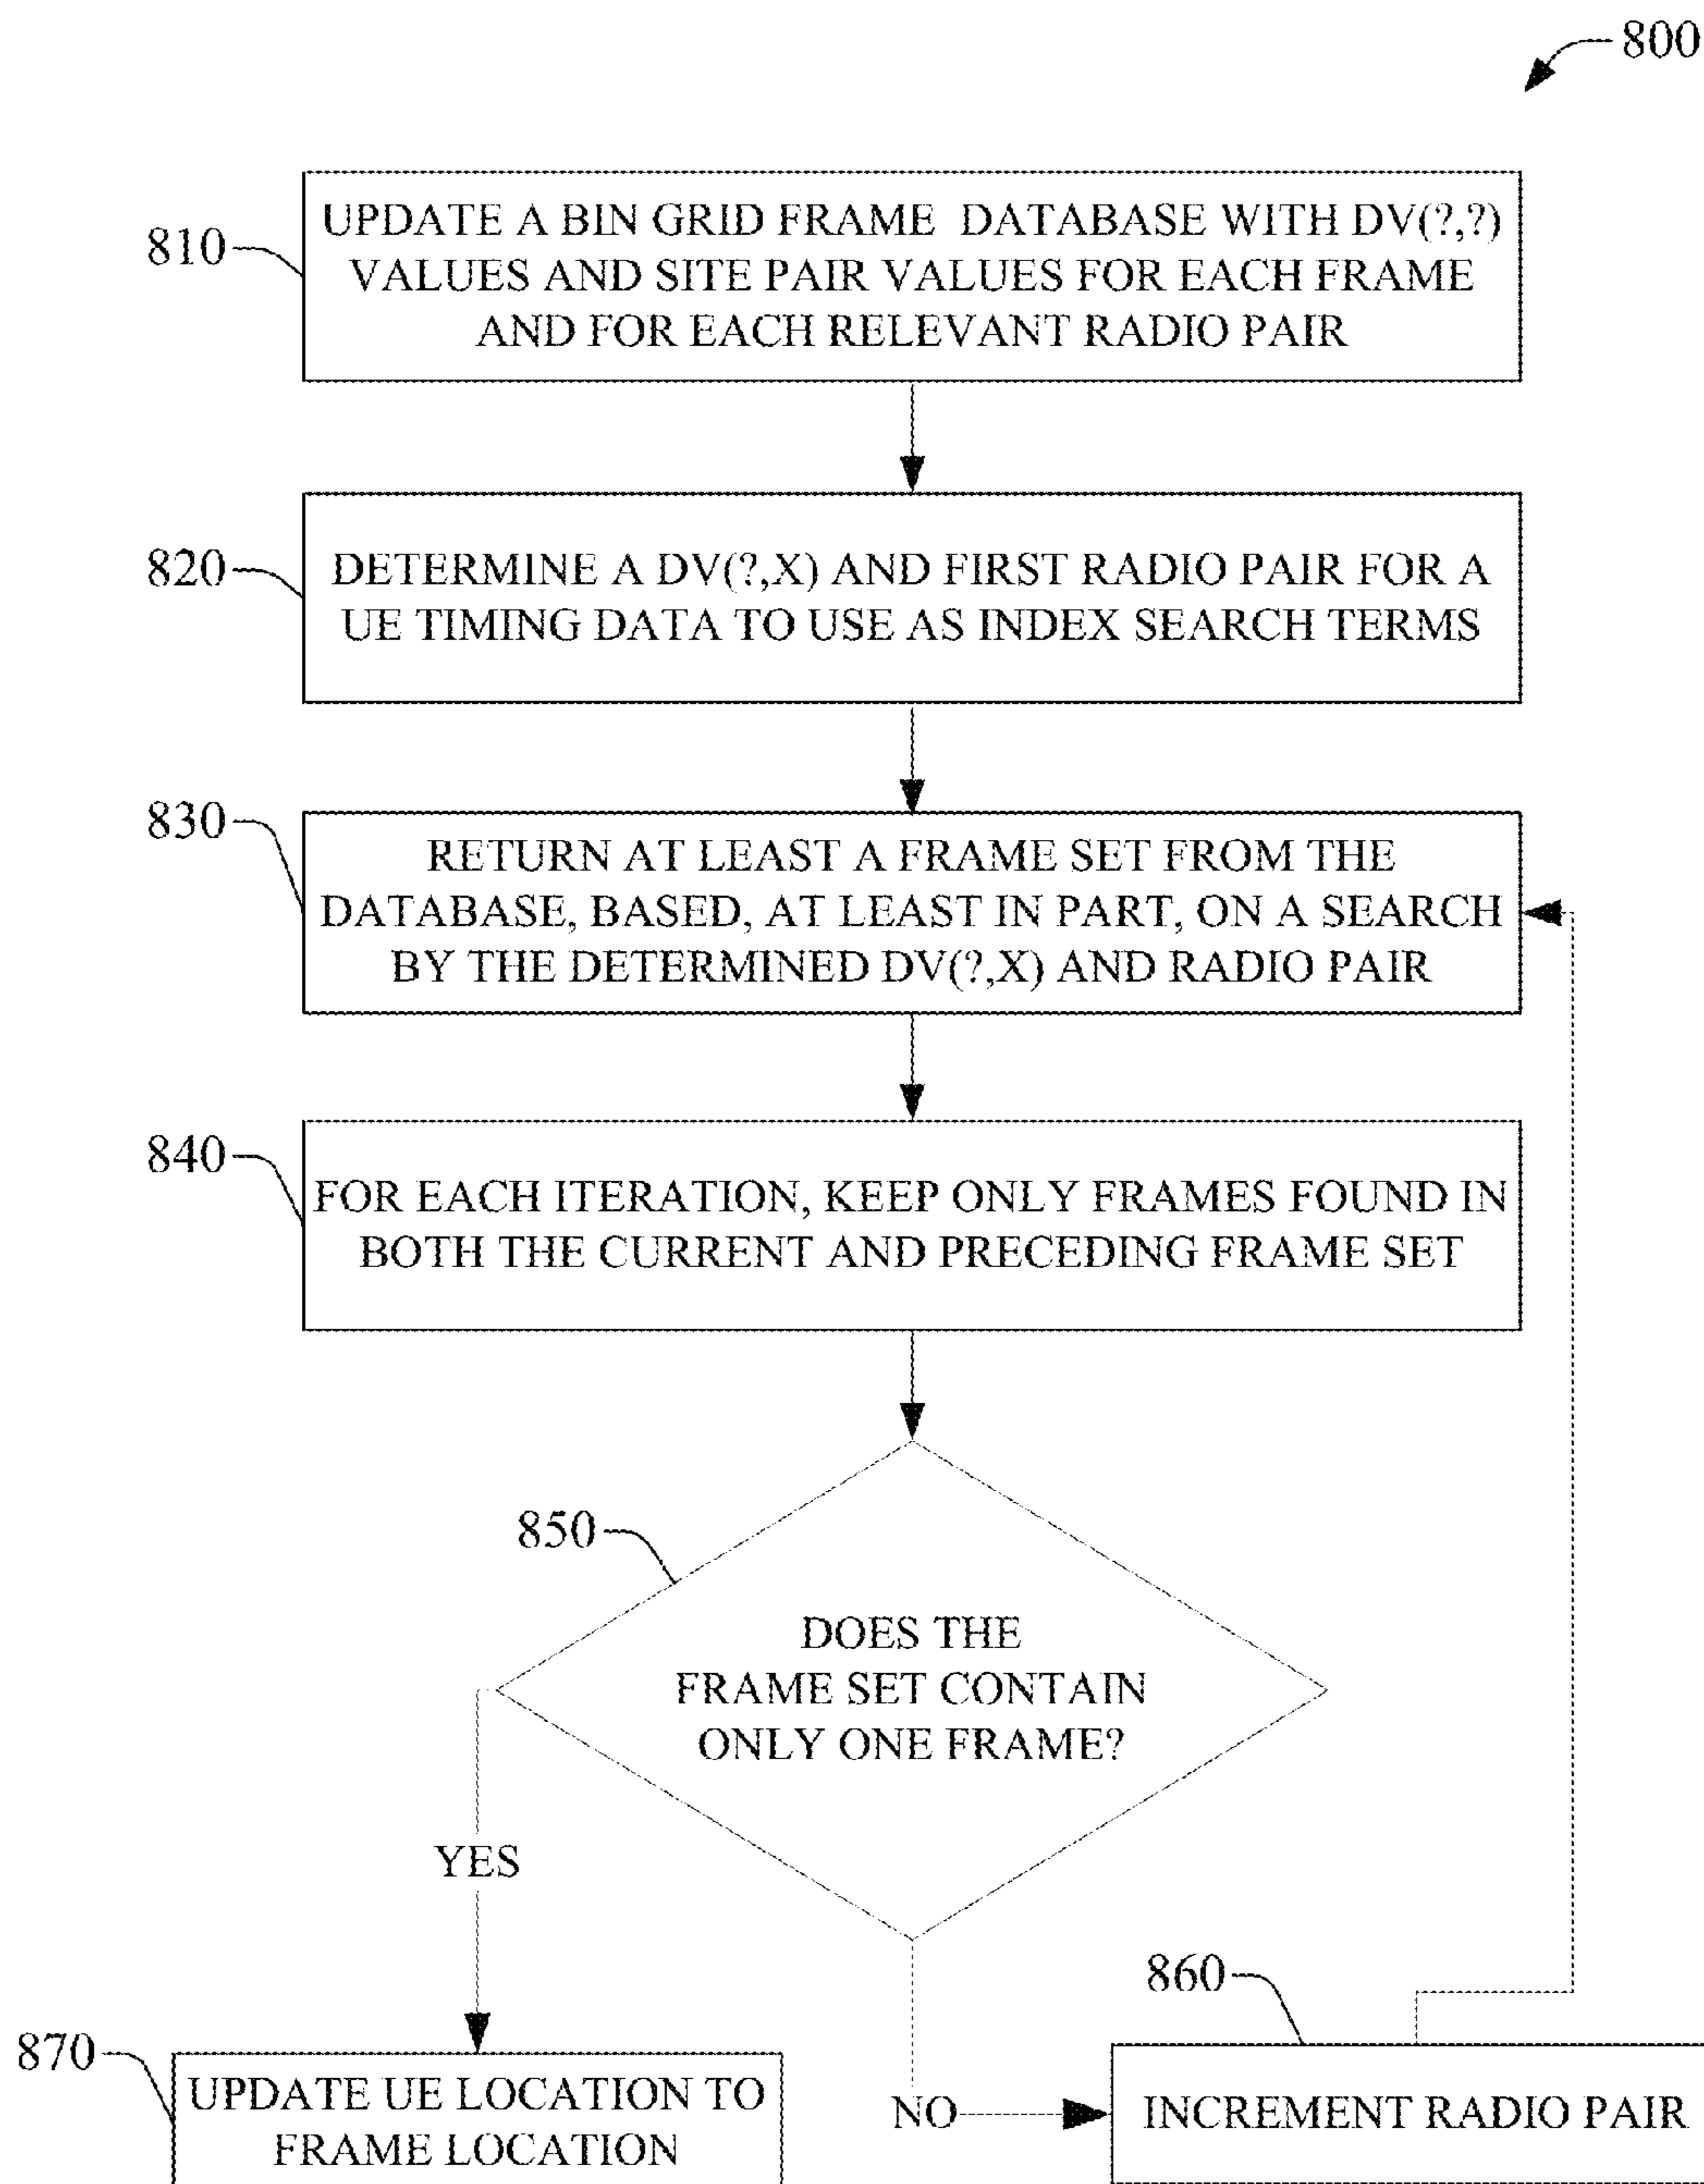 800
810
UPDATE A BIN GRID FRAME DATABASE WITH DV(?,?)
VALUES AND SITE PAIR VALUES FOR EACH FRAME
AND FOR EACH RELEVANT RADIO PAIR
820
DETERMINE A DV(?,X) AND FIRST RADIO PAIR FOR A
UE TIMING DATA TO USE AS INDEX SEARCH TERMS
830
RETURN AT LEAST A FRAME SET FROM THE
DATABASE, BASED, AT LEAST IN PART, ON A SEARCH
BY THE DETERMINED DV(?,X) AND RADIO PAIR
840
FOR EACH ITERATION, KEEP ONLY FRAMES FOUND IN
BOTH THE CURRENT AND PRECEDING FRAME SET
850
DOES THE
FRAME SET CONTAIN
ONLY ONE FRAME?
YES
860
870
UPDATE UE LOCATION TO
FRAME LOCATION
NO
INCREMENT RADIO PAIR